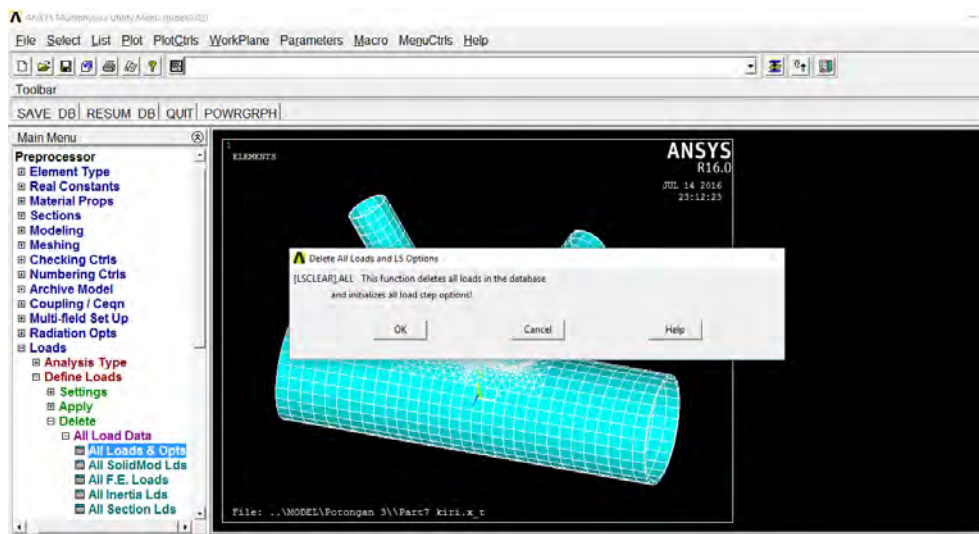 ANSYS Multiphysics Utility Menu
File Select List Plot PlotCtrls WorkPlane Parameters Macro MenuCtrls Help
Toolbar
SAVE_DB RESUM_DB QUIT POWRGRPH
Main Menu
Preprocessor
Element Type
Real Constants
Material Props
Sections
Modeling
Meshing
Checking Ctrls
Numbering Ctrls
Archive Model
Coupling / Ceqn
Multi-field Set Up
Radiation Opts
Loads
Analysis Type
Define Loads
Settings
Apply
Delete
All Load Data
All Loads & Opts
All SolidMod Lds
All F.E. Loads
All Inertia Lds
All Section Lds
1
ELEMENTS
ANSYS
R16.0
JUL 14 2016
23:12:23
Delete All Loads and LS Options
[LSCLEAR],ALL This function deletes all loads in the database
and initializes all load step options!
OK Cancel Help
File: ..\MODEL\Potongan 3\\Part7 kiri.x_t